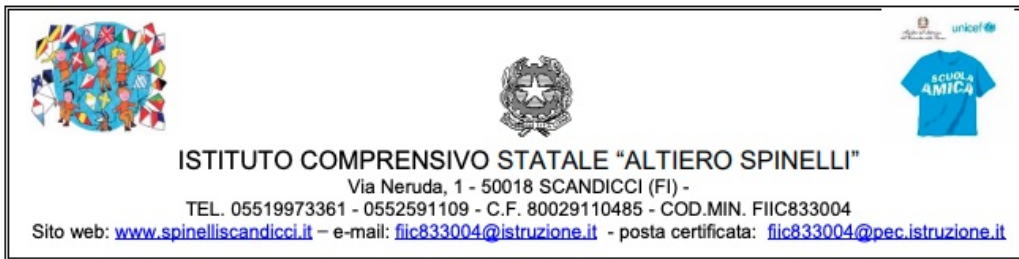 unicef
SCUOLA
AMICA
ISTITUTO COMPRENSIVO STATALE “ALTIERO SPINELLI”
Via Neruda, 1 - 50018 SCANDICCI (FI) -
TEL. 05519973361 - 0552591109 - C.F. 80029110485 - COD.MIN. FIIC833004
Sito web: www.spinelliscandicci.it – e-mail: fiic833004@istruzione.it - posta certificata: fiic833004@pec.istruzione.it